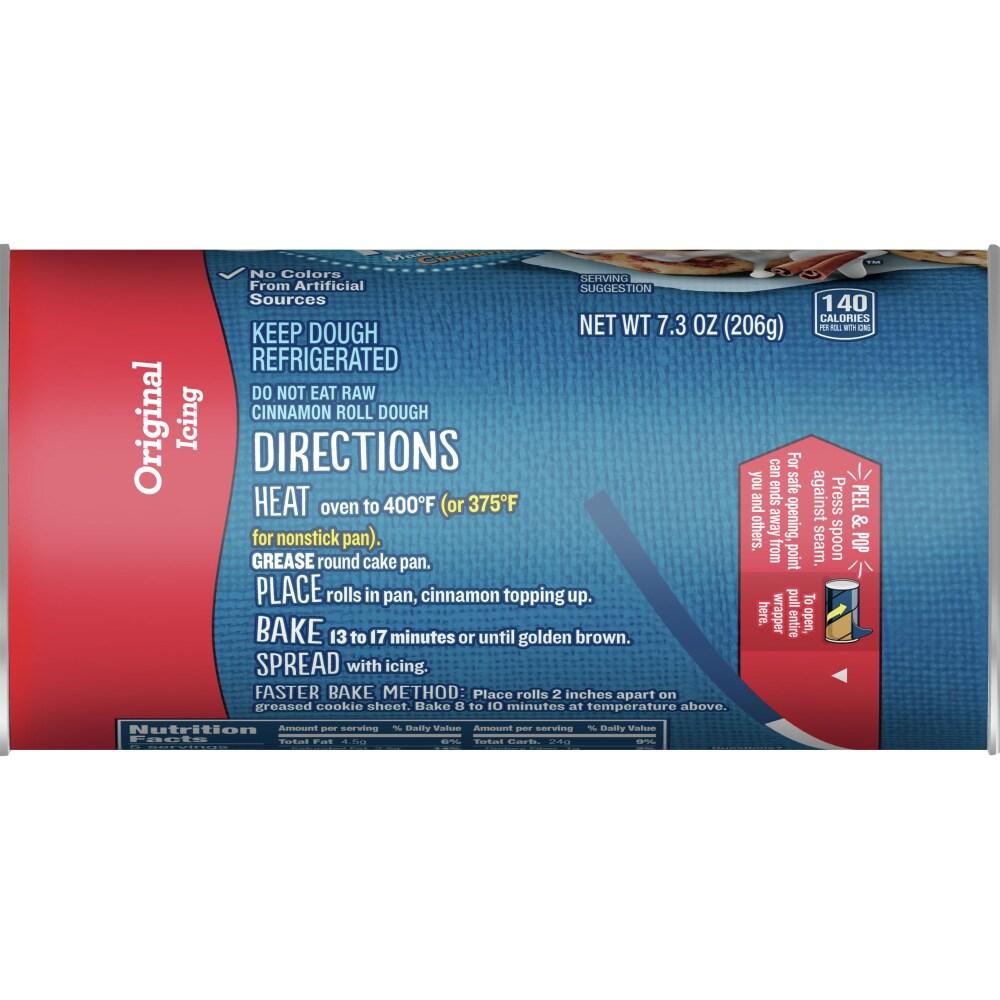 Original
Icing
No Colors
From Artificial
Sources
KEEP DOUGH
REFRIGERATED
DO NOT EAT RAW
CINNAMON ROLL DOUGH
DIRECTIONS
HEAT oven to 400°F (or 375°F
for nonstick pan).
GREASE round cake pan.
PLACE rolls in pan, cinnamon topping up.
BAKE 13 to 17 minutes or until golden brown.
SPREAD with icing.
FASTER BAKE METHOD: Place rolls 2 inches apart on
greased cookie sheet. Bake 8 to 10 minutes at temperature above.
Nutrition
Facts
5 servings
Amount per serving % Daily Value
Total Fat 4.5g 6%
Amount per serving % Daily Value
Total Carb. 24g 9%
TM
SERVING
SUGGESTION
NET WT 7.3 OZ (206g)
140
CALORIES
PER ROLL WITH ICING
PEEL & POP
Press spoon
against seam.
For safe opening, point
can ends away from
you and others.
To open,
pull entire
wrapper
here.